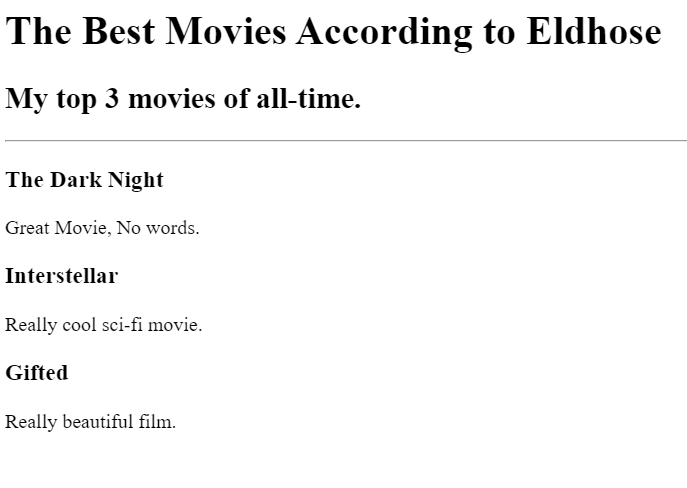 The Best Movies According to Eldhose
My top 3 movies of all-time.
The Dark Night
Great Movie, No words.
Interstellar
Really cool sci-fi movie.
Gifted
Really beautiful film.